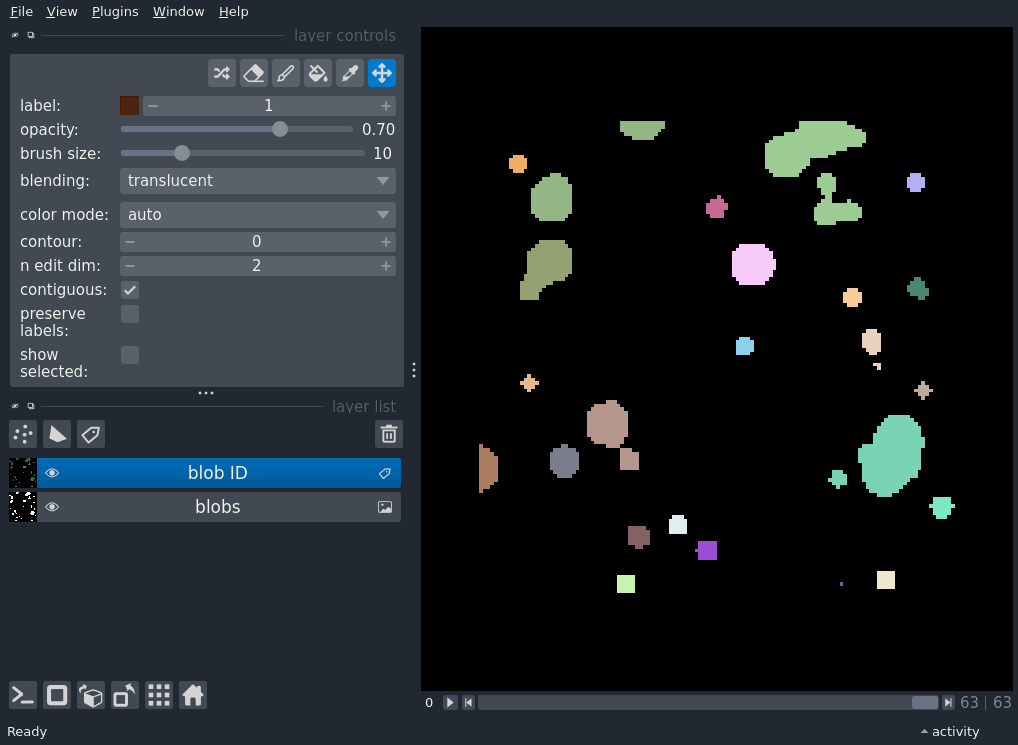 File View Plugins Window Help
layer controls
label: 1
opacity: 0.70
brush size: 10
blending: translucent
color mode: auto
contour: 0
n edit dim: 2
contiguous:
preserve
labels:
show
selected:
layer list
blob ID
blobs
0 63 | 63
Ready activity